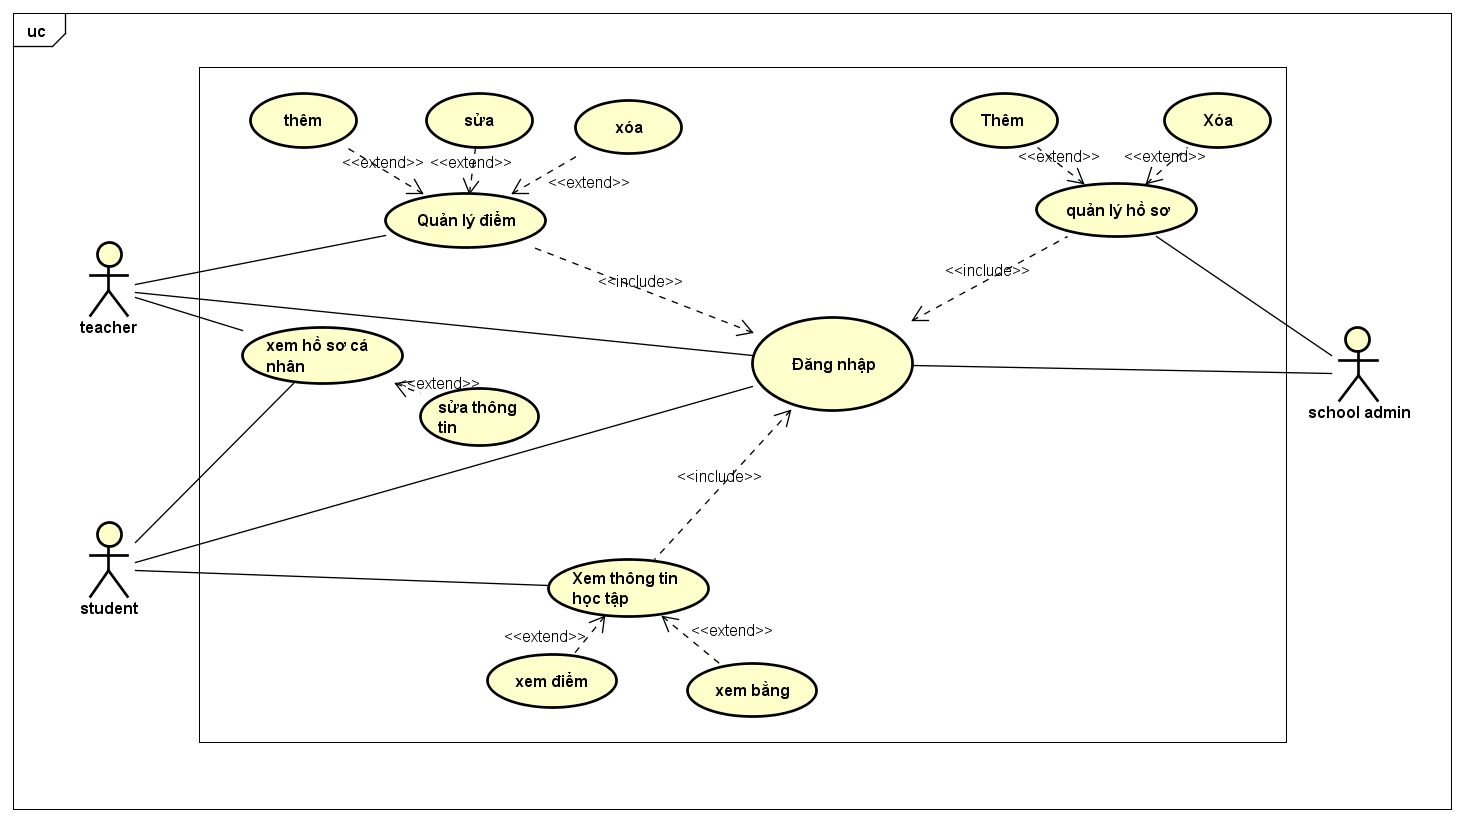 uc
thêm
sửa
xóa
Thêm
Xóa
<<extend>>
<<extend>>
<<extend>>
<<extend>>
<<extend>>
Quản lý điểm
quản lý hồ sơ
<<include>>
<<include>>
teacher
xem hồ sơ cá
nhân
Đăng nhập
<<extend>>
sửa thông
tin
school admin
<<include>>
Xem thông tin
học tập
student
<<extend>>
<<extend>>
xem điểm
xem bằng